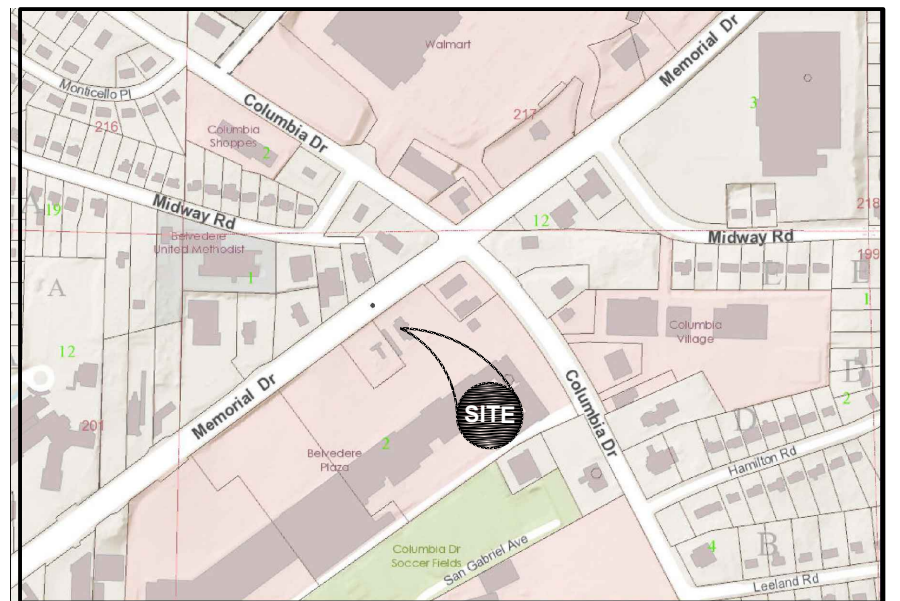 Walmart
Memorial Dr
Monticello Pl
Columbia Dr
216
217
3
Columbia
Shoppes
2
A
19
Midway Rd
12
218
Belvedere
United Methodist
Midway Rd
199
1
A
E
E
1
12
Columbia
Village
B
SITE
Columbia Dr
2
Memorial Dr
201
D
Belvedere
Plaza
2
Hamilton Rd
Columbia Dr
Soccer Fields
San Gabriel Ave
4
B
Leeland Rd